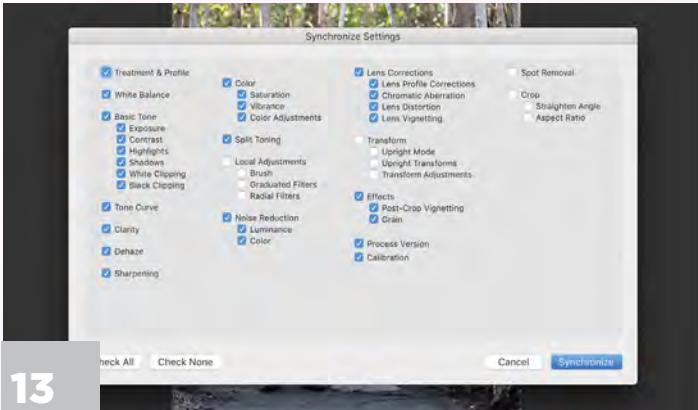 Synchronize Settings
Treatment & Profile
White Balance
Basic Tone
Exposure
Contrast
Highlights
Shadows
White Clipping
Black Clipping
Tone Curve
Clarity
Dehaze
Sharpening
Color
Saturation
Vibrance
Color Adjustments
Split Toning
Local Adjustments
Brush
Graduated Filters
Radial Filters
Noise Reduction
Luminance
Color
Lens Corrections
Lens Profile Corrections
Chromatic Aberration
Lens Distortion
Lens Vignetting
Transform
Upright Mode
Upright Transforms
Transform Adjustments
Effects
Post-Crop Vignetting
Grain
Process Version
Calibration
Spot Removal
Crop
Straighten Angle
Aspect Ratio
heck All
Check None
Cancel
Synchronize
13